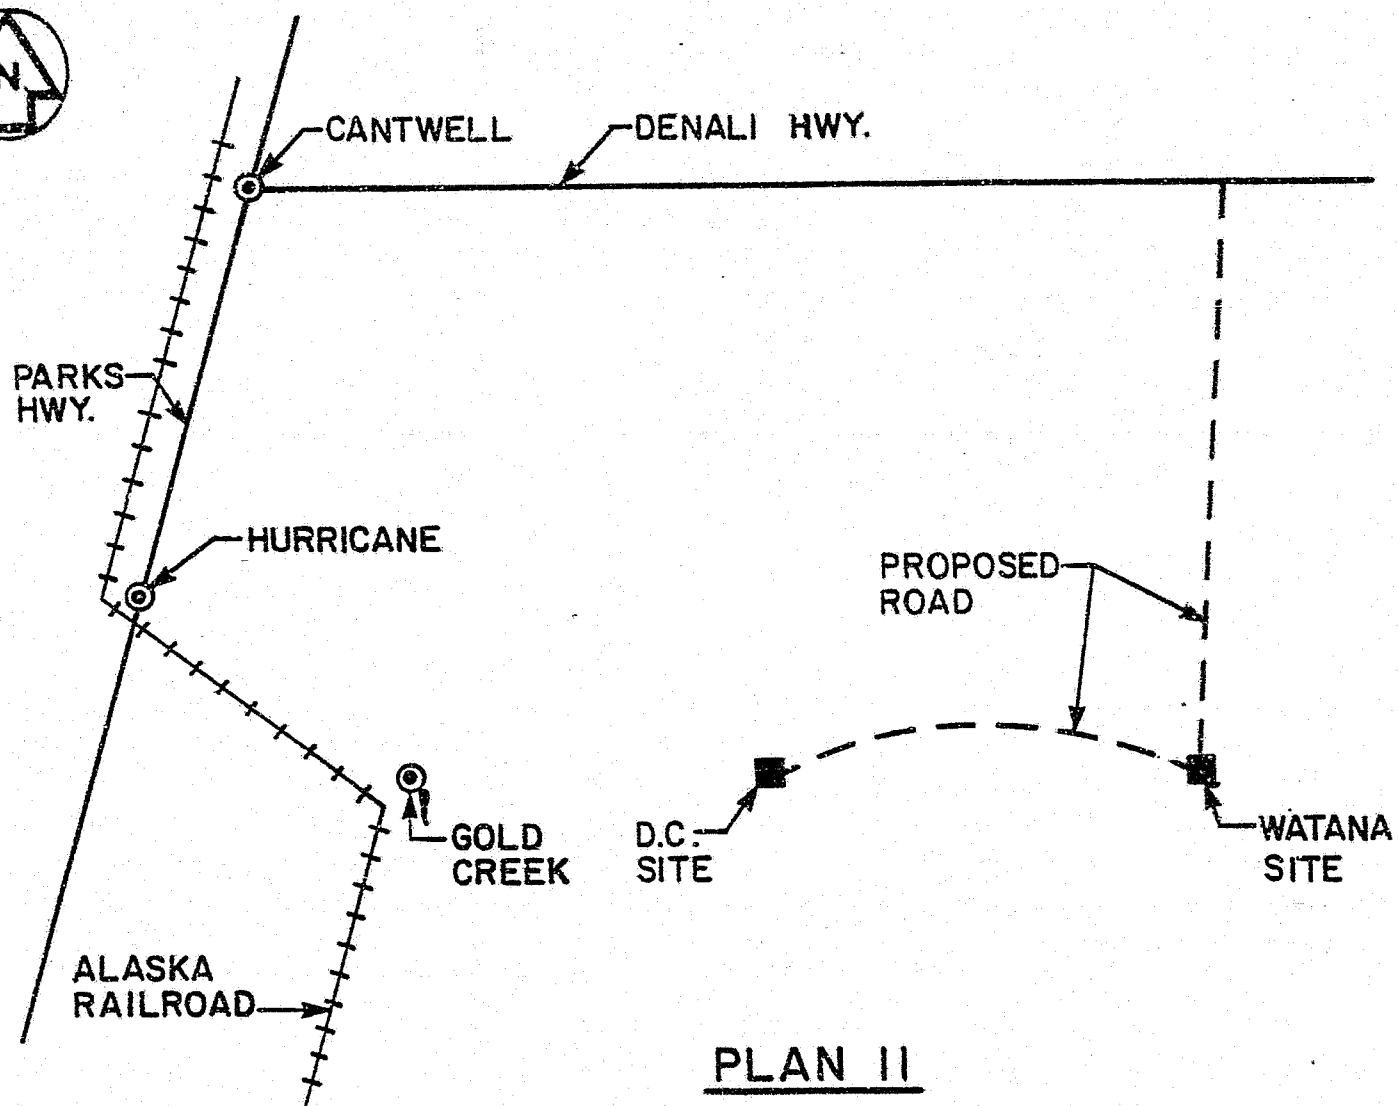 N
CANTWELL
DENALI HWY.
PARKS
HWY.
HURRICANE
PROPOSED
ROAD
GOLD
CREEK
D.C.
SITE
WATANA
SITE
ALASKA
RAILROAD
PLAN II